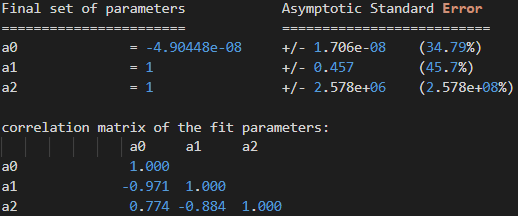 Final set of parameters            Asymptotic Standard Error
=======================            ==========================
a0              = -4.90448e-08     +/- 1.706e-08    (34.79%)
a1              = 1                +/- 0.457        (45.7%)
a2              = 1                +/- 2.578e+06    (2.578e+08%)
correlation matrix of the fit parameters:
                a0     a1     a2
a0              1.000
a1             -0.971  1.000
a2              0.774 -0.884  1.000